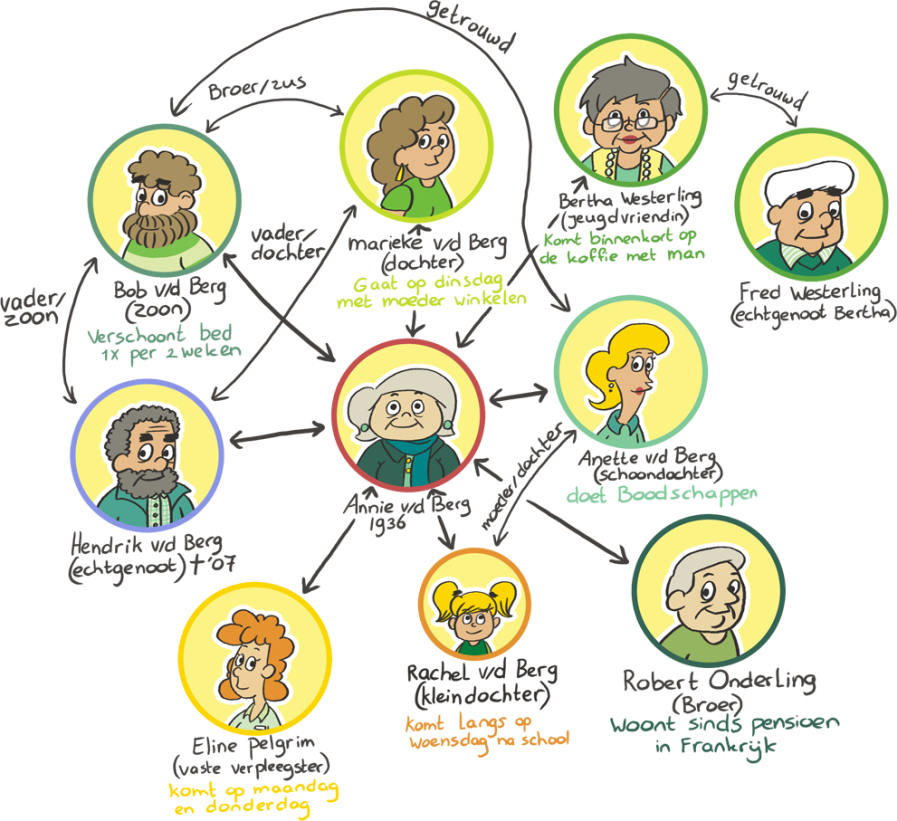 getrouwd
Broer/zus
getrouwd
Bertha Westerling
(jeugdvriendin)
Komt binnenkort op
de koffie met man
vader/
dochter
marieke v/d Berg
(dochter)
Gaat op dinsdag
met moeder winkelen
Bob v/d Berg
(zoon)
Verschoont bed
1x per 2 weken
vader/
zoon
Fred Westerling
(echtgenoot Bertha)
Anette v/d Berg
(schoondochter)
doet Boodschappen
moeder/dochter
Annie v/d Berg
1936
Hendrik v/d Berg
(echtgenoot) † '07
Rachel v/d Berg
(kleindochter)
Komt langs op
woensdag na school
Robert Onderling
(Broer)
Woont sinds pensioen
in Frankrijk
Eline Pelgrim
(vaste verpleegster)
komt op maandag
en donderdag